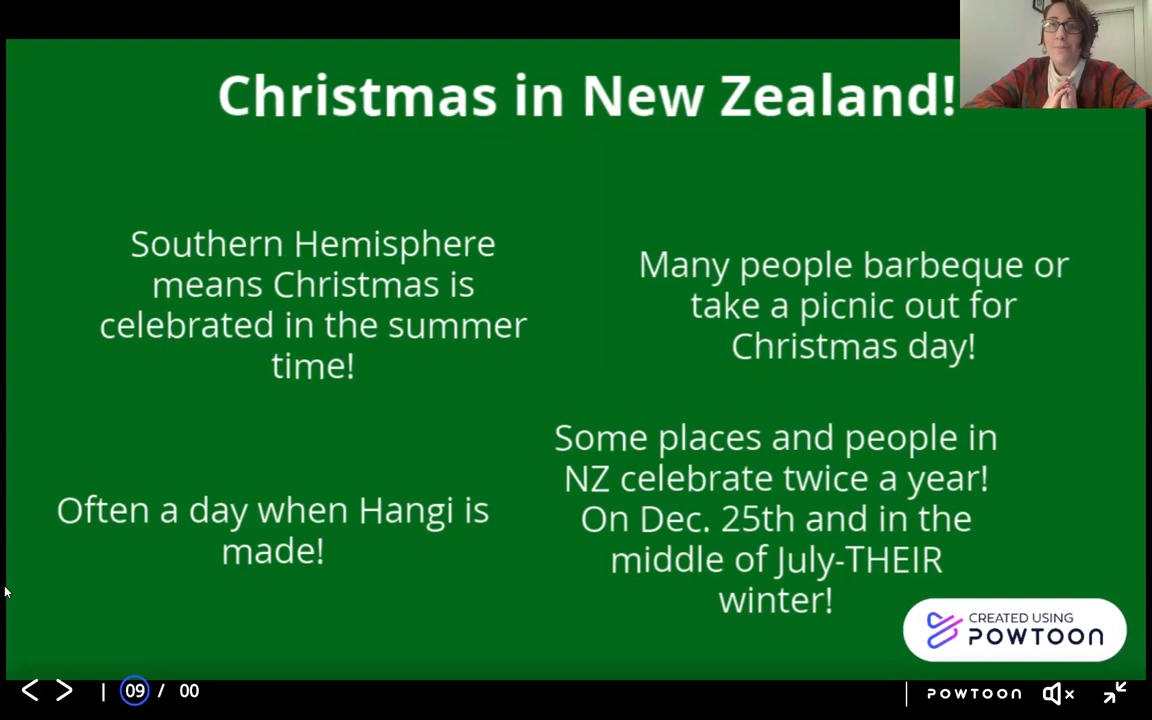 Christmas in New Zealand!
Southern Hemisphere
means Christmas is
celebrated in the summer
time!
Many people barbeque or
take a picnic out for
Christmas day!
Often a day when Hangi is
made!
Some places and people in
NZ celebrate twice a year!
On Dec. 25th and in the
middle of July-THEIR
winter!
CREATED USING
POWTOON
09 / 00
POWTOON